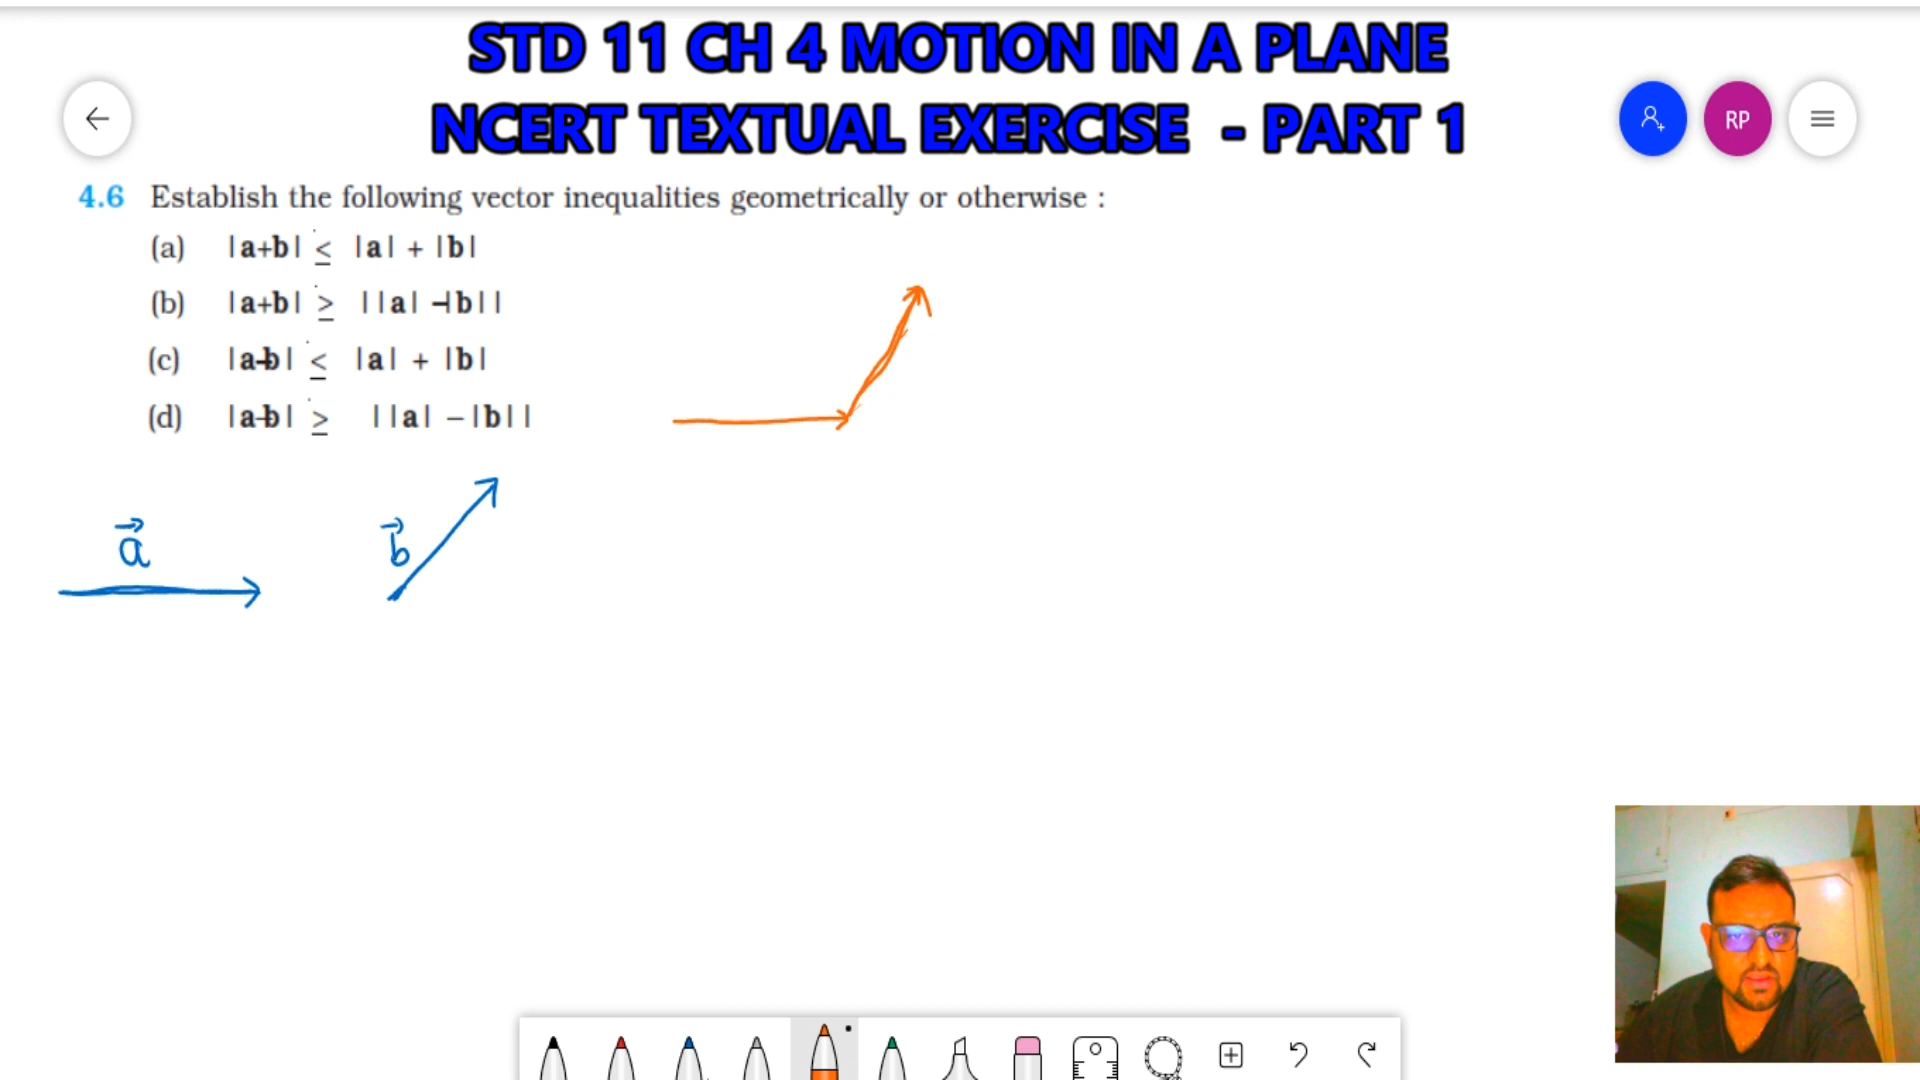 STD 11 CH 4 MOTION IN A PLANE
NCERT TEXTUAL EXERCISE - PART 1
RP
4.6 Establish the following vector inequalities geometrically or otherwise :
(a) |a+b| ≤ |a| + |b|
(b) |a+b| ≥ ||a| −|b||
(c) |a−b| ≤ |a| + |b|
(d) |a−b| ≥ ||a| − |b||
a⃗ b⃗